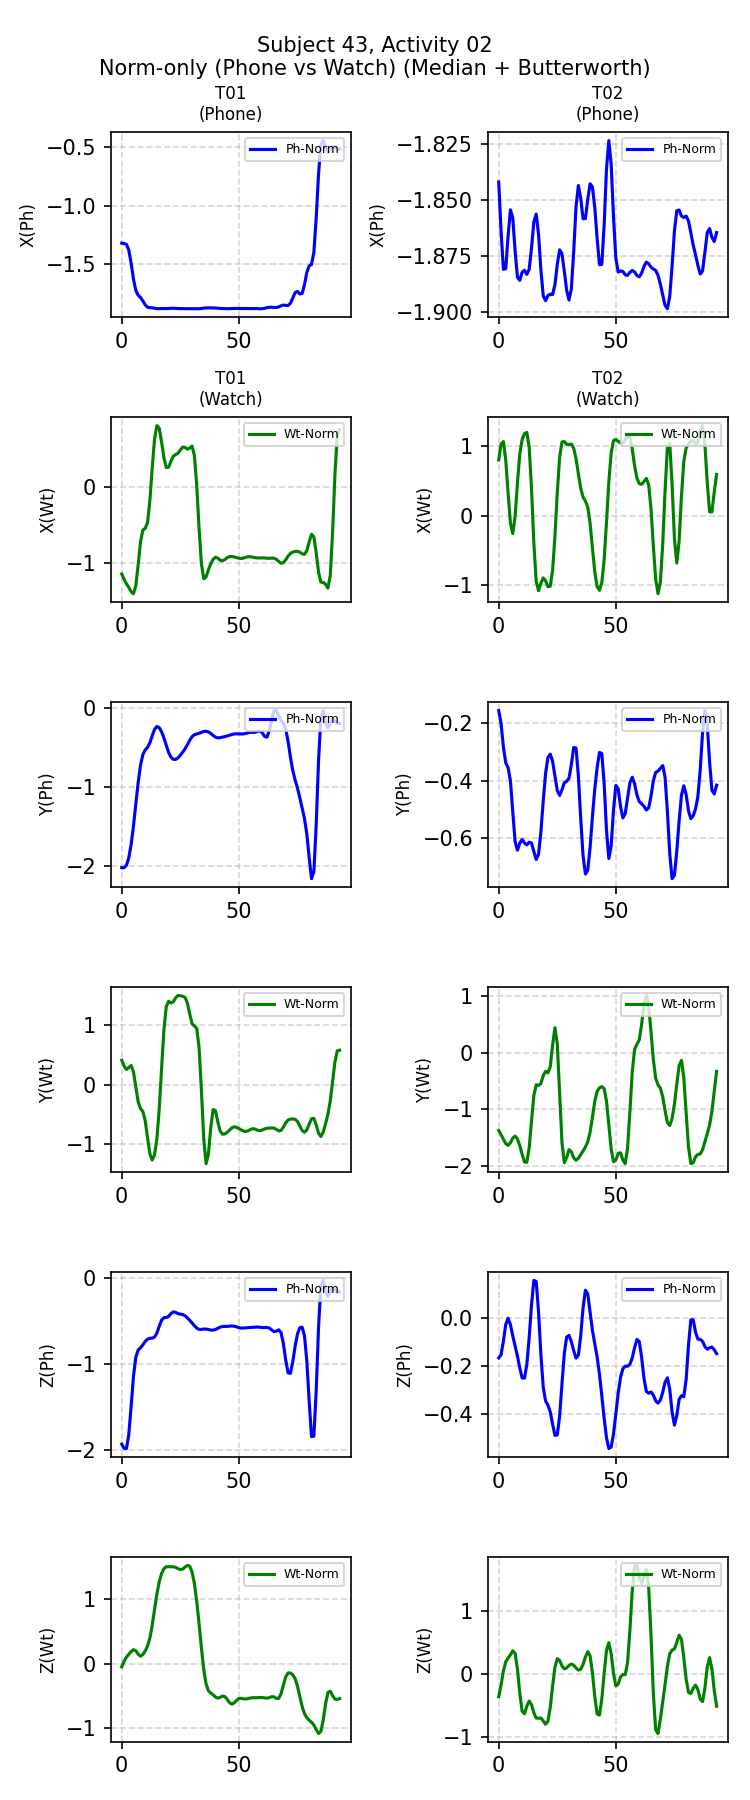 Subject 43, Activity 02
Norm-only (Phone vs Watch) (Median + Butterworth)
T01
(Phone)
T02
(Phone)
X(Ph)
−0.5
−1.0
−1.5
0
50
Ph-Norm
X(Ph)
−1.825
−1.850
−1.875
−1.900
0
50
Ph-Norm
T01
(Watch)
T02
(Watch)
X(Wt)
0
−1
0
50
Wt-Norm
X(Wt)
1
0
−1
0
50
Wt-Norm
Y(Ph)
0
−1
−2
0
50
Ph-Norm
Y(Ph)
−0.2
−0.4
−0.6
0
50
Ph-Norm
Y(Wt)
1
0
−1
0
50
Wt-Norm
Y(Wt)
1
0
−1
−2
0
50
Wt-Norm
Z(Ph)
0
−1
−2
0
50
Ph-Norm
Z(Ph)
0.0
−0.2
−0.4
0
50
Ph-Norm
Z(Wt)
1
0
−1
0
50
Wt-Norm
Z(Wt)
1
0
−1
0
50
Wt-Norm